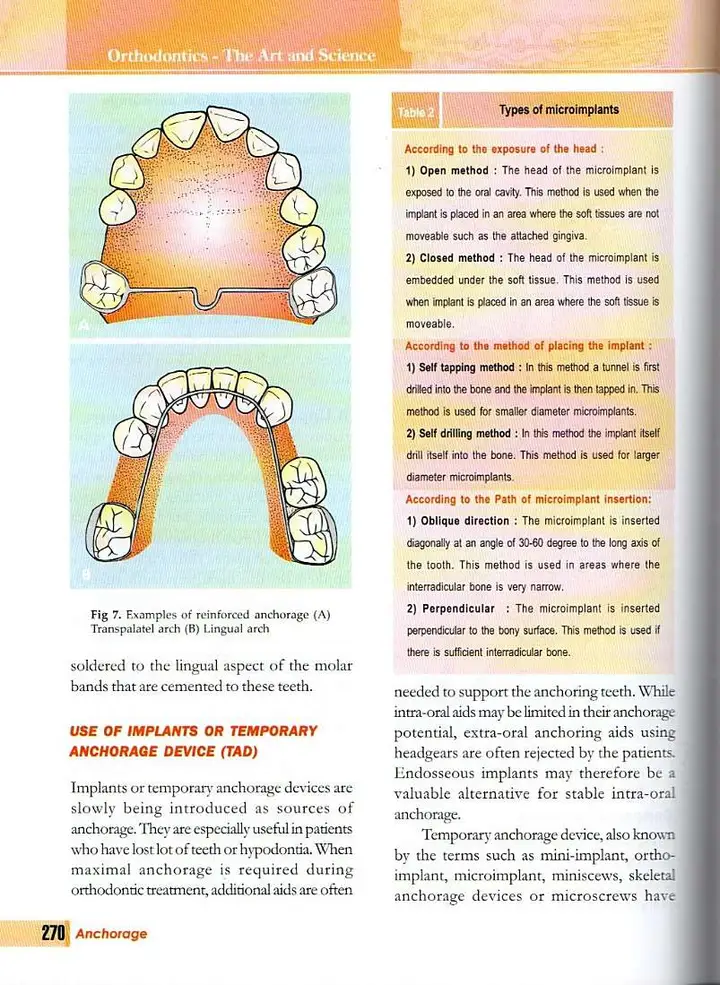 Orthodontics - The Art and Science
A
B
Fig 7. Examples of reinforced anchorage (A)
Transpalatel arch (B) Lingual arch
soldered to the lingual aspect of the molar
bands that are cemented to these teeth.
USE OF IMPLANTS OR TEMPORARY
ANCHORAGE DEVICE (TAD)
Implants or temporary anchorage devices are
slowly being introduced as sources of
anchorage. They are especially useful in patients
who have lost lot of teeth or hypodontia. When
maximal anchorage is required during
orthodontic treatment, additional aids are often
Table 2
Types of microimplants
According to the exposure of the head :
1) Open method : The head of the microimplant is
exposed to the oral cavity. This method is used when the
implant is placed in an area where the soft tissues are not
moveable such as the attached gingiva.
2) Closed method : The head of the microimplant is
embedded under the soft tissue. This method is used
when implant is placed in an area where the soft tissue is
moveable.
According to the method of placing the implant :
1) Self tapping method : In this method a tunnel is first
drilled into the bone and the implant is then tapped in. This
method is used for smaller diameter microimplants.
2) Self drilling method : In this method the implant itself
drill itself into the bone. This method is used for larger
diameter microimplants.
According to the Path of microimplant insertion:
1) Oblique direction : The microimplant is inserted
diagonally at an angle of 30-60 degree to the long axis of
the tooth. This method is used in areas where the
interradicular bone is very narrow.
2) Perpendicular : The microimplant is inserted
perpendicular to the bony surface. This method is used if
there is sufficient interradicular bone.
needed to support the anchoring teeth. While
intra-oral aids may be limited in their anchorage
potential, extra-oral anchoring aids using
headgears are often rejected by the patients.
Endosseous implants may therefore be a
valuable alternative for stable intra-oral
anchorage.
Temporary anchorage device, also known
by the terms such as mini-implant, ortho-
implant, microimplant, miniscews, skeletal
anchorage devices or microscrews have
270 Anchorage